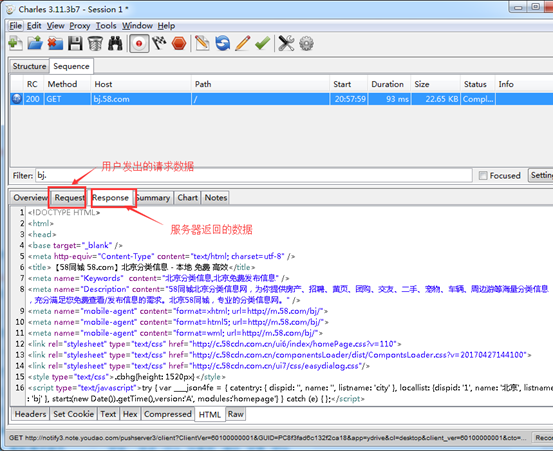 Charles 3.11.3b7 - Session 1 *
File Edit View Proxy Tools Window Help
Structure Sequence
RC Method Host Path Start Duration Size Status Info
200 GET bj.58.com / 20:57:59 93 ms 22.65 KB Compl...
用户发出的请求数据
Filter: bj. Focused Settin
Overview Request Response Summary Chart Notes
服务器返回的数据
1 <!DOCTYPE HTML>
2 <html>
3 <head>
4 <base target="_blank" />
5 <meta http-equiv="Content-Type" content="text/html; charset=utf-8" />
6 <title>【58同城 58.com】北京分类信息 - 本地 免费 高效</title>
7 <meta name="Keywords" content="北京分类信息,北京免费发布信息" />
8 <meta name="Description" content="58同城北京分类信息网，为你提供房产、招聘、黄页、团购、交友、二手、宠物、车辆、周边游等海量分类信息
，充分满足您免费查看/发布信息的需求。北京58同城，专业的分类信息网。" />
9 <meta name="mobile-agent" content="format=xhtml; url=http://m.58.com/bj/">
10 <meta name="mobile-agent" content="format=html5; url=http://m.58.com/bj/">
11 <meta name="mobile-agent" content="format=wml; url=http://m.58.com/bj/">
12 <link rel="stylesheet" type="text/css" href="http://c.58cdn.com.cn/ui6/index/homePage.css?v=110">
13 <link rel="stylesheet" type="text/css" href="http://c.58cdn.com.cn/componentsLoader/dist/CompontsLoader.css?v=20170427144100">
14 <link rel="stylesheet" type="text/css" href="http://c.58cdn.com.cn/ui7/css/easydialog.css">
15 <style type="text/css">.cbhg{height: 1520px}</style>
16 <script type="text/javascript">try { var ____json4fe = { catentry: { dispid: '', name: '', listname: 'city' }, locallist: {dispid: '1', name: '北京', listname
: 'bj' }, start:(new Date()).getTime(),version:'A', modules:'homepage'} } catch (e) { };</script>
Headers Set Cookie Text Hex Compressed HTML Raw
GET http://notify3.note.youdao.com/pushserver3/client?ClientVer=60100000001&GUID=PC8f3fad6c132f2ca18&app=ydrive&cl=desktop&client_ver=60100000001&cto=...